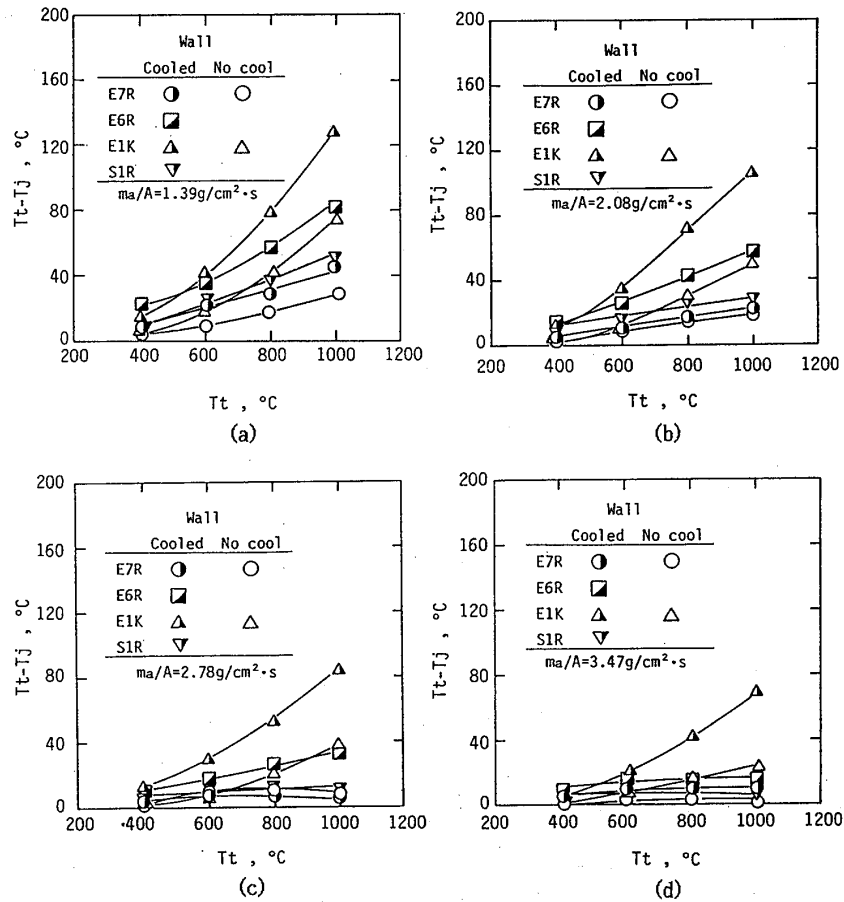 200
160
120
80
40
0
Tt-Tj , °C
Wall
Cooled No cool
E7R
E6R
E1K
S1R
ma/A=1.39g/cm²·s
200 400 600 800 1000 1200
Tt , °C
(a)
200
160
120
80
40
0
Tt-Tj , °C
Wall
Cooled No cool
E7R
E6R
E1K
S1R
ma/A=2.08g/cm²·s
200 400 600 800 1000 1200
Tt , °C
(b)
200
160
120
80
40
0
Tt-Tj , °C
Wall
Cooled No cool
E7R
E6R
E1K
S1R
ma/A=2.78g/cm²·s
200 400 600 800 1000 1200
Tt , °C
(c)
200
160
120
80
40
0
Tt-Tj , °C
Wall
Cooled No cool
E7R
E6R
E1K
S1R
ma/A=3.47g/cm²·s
200 400 600 800 1000 1200
Tt , °C
(d)